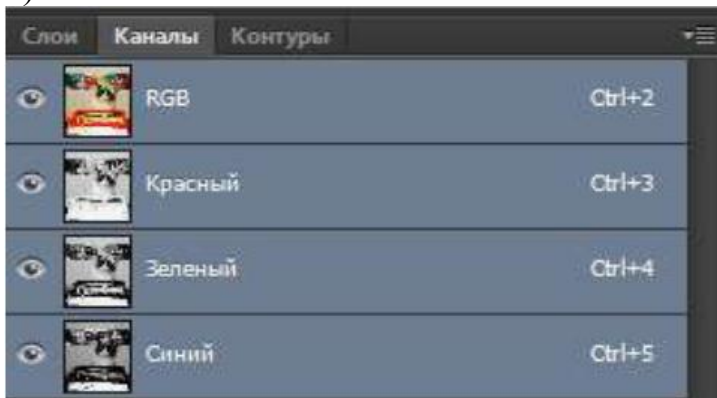 Слои Каналы Контуры
RGB Ctrl+2
Красный Ctrl+3
Зеленый Ctrl+4
Синий Ctrl+5